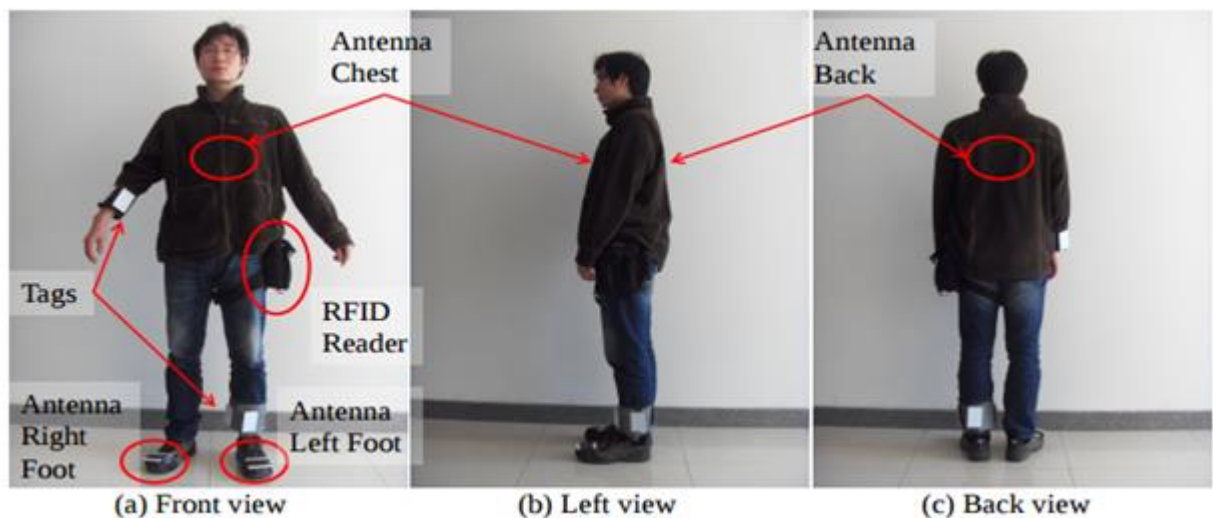 Antenna
Chest
Antenna
Back
Tags
RFID
Reader
Antenna
Right
Foot
Antenna
Left Foot
(a) Front view
(b) Left view
(c) Back view